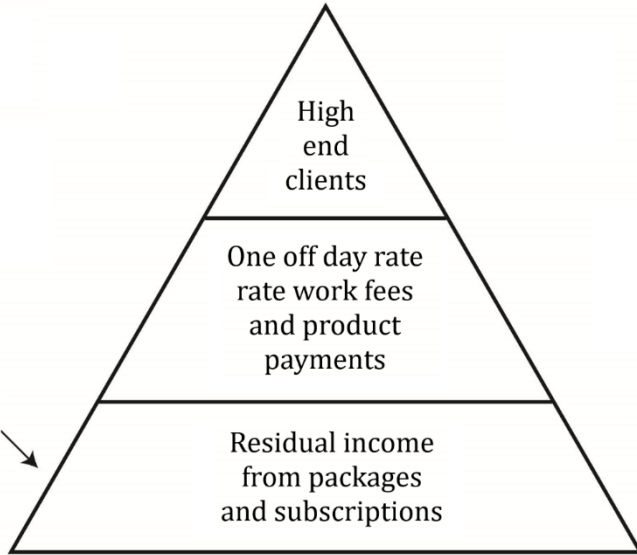 High
end
clients
One off day rate
rate work fees
and product
payments
Residual income
from packages
and subscriptions